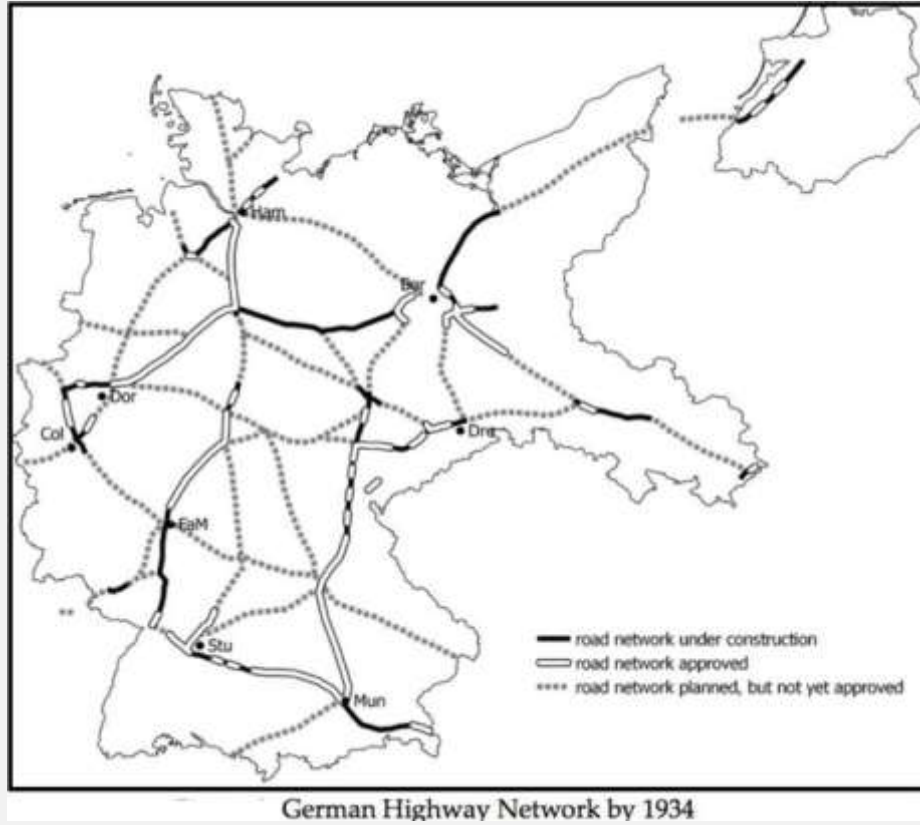 Ham
Ber
Dor
Col
Dre
FaM
Stu
Mun
road network under construction
road network approved
road network planned, but not yet approved
German Highway Network by 1934